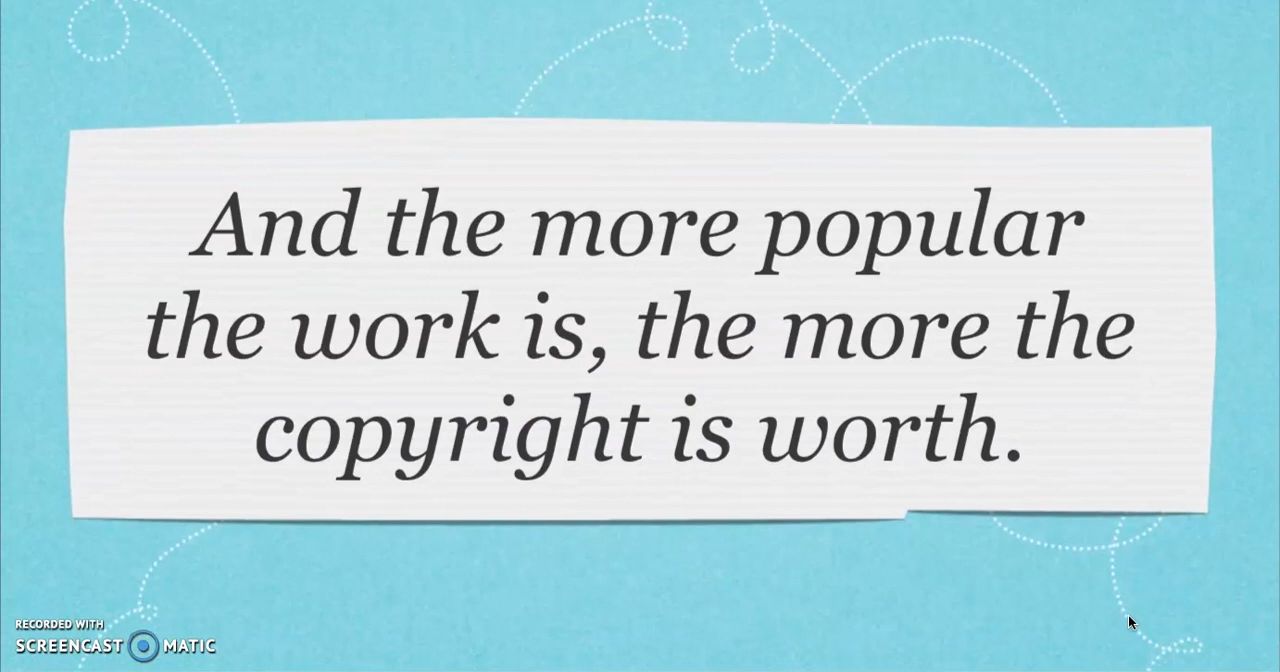 And the more popular
the work is, the more the
copyright is worth.
RECORDED WITH
SCREENCAST MATIC